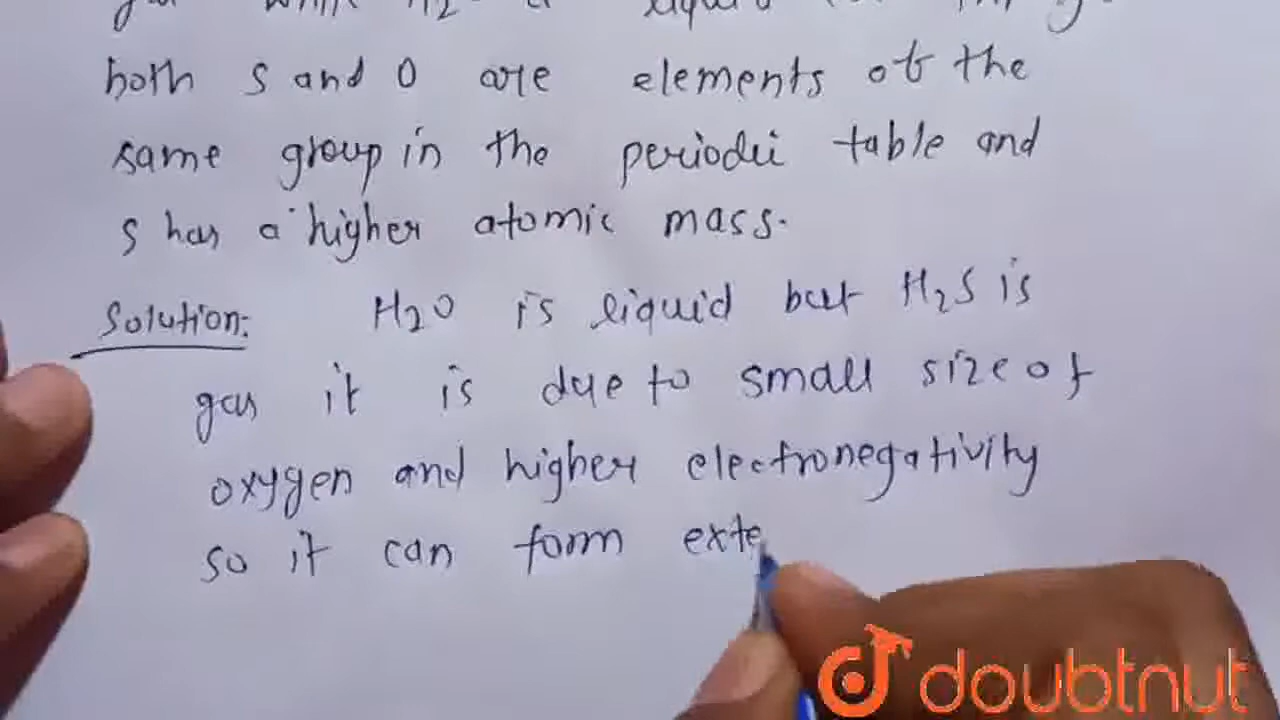 both S and O are elements of the
same group in the periodic table and
S has a higher atomic mass.
Solution: H2O is liquid but H2S is
gas it is due to small size of
oxygen and higher electronegativity
so it can form exte
doubtnut